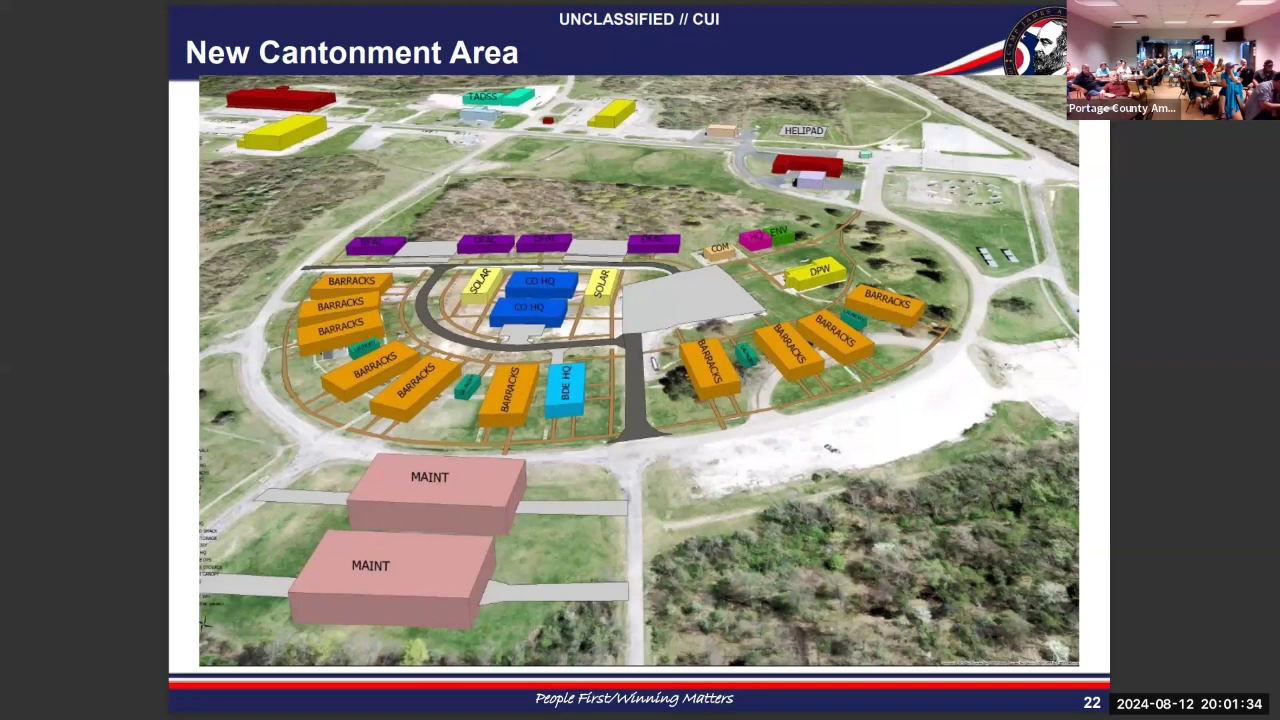 UNCLASSIFIED // CUI
New Cantonment Area
Portage County Am...
TADSS
HELIPAD
COM
HQ
ENV
DPW
SOLAR
CO HQ
SOLAR
CO HQ
BARRACKS
BARRACKS
BARRACKS
BARRACKS
BARRACKS
BARRACKS
BDE HQ
BARRACKS
BARRACKS
BARRACKS
BARRACKS
MAINT
MAINT
People First/Winning Matters
22
2024-08-12 20:01:34